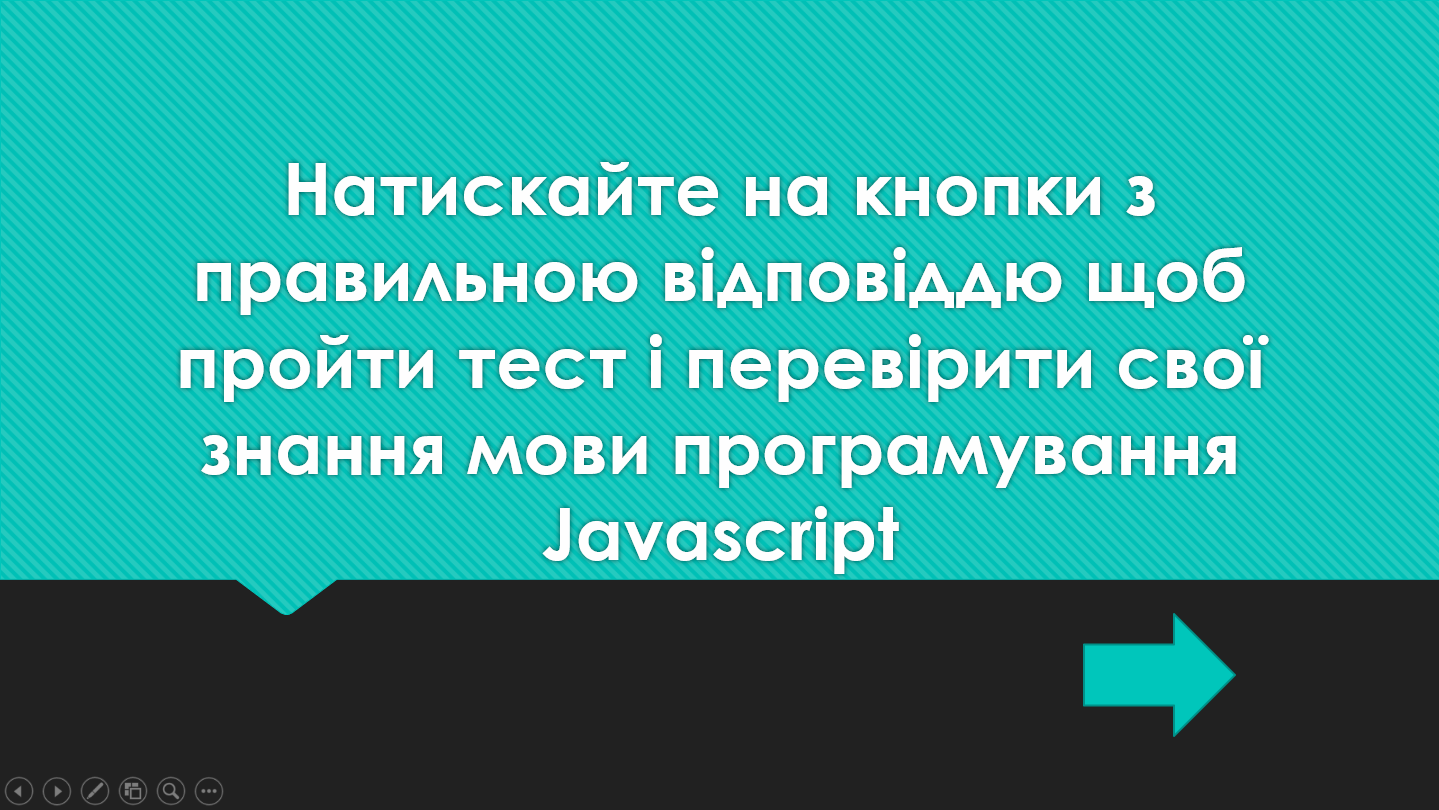 Натискайте на кнопки з
правильною відповіддю щоб
пройти тест і перевірити свої
знання мови програмування
Javascript